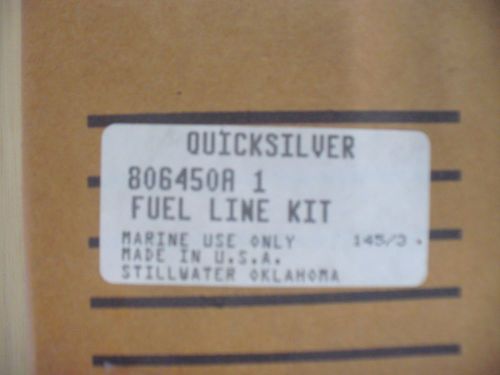 QUICKSILVER
806450A 1
FUEL LINE KIT
MARINE USE ONLY 145/3
MADE IN U.S.A.
STILLWATER OKLAHOMA